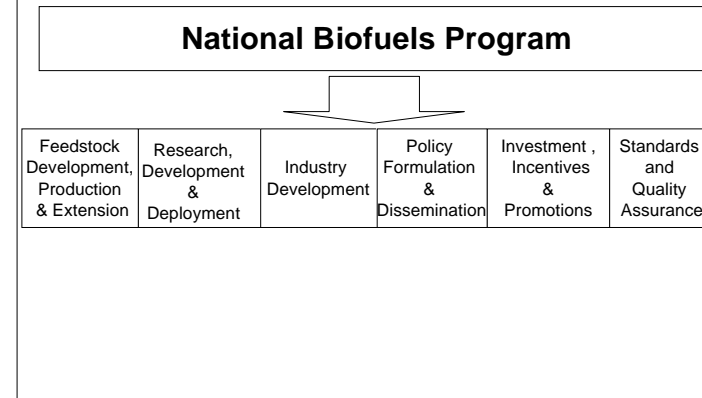 National Biofuels Program
Feedstock
Development,
Production
& Extension
Research,
Development
&
Deployment
Industry
Development
Policy
Formulation
&
Dissemination
Investment ,
Incentives
&
Promotions
Standards
and
Quality
Assurance